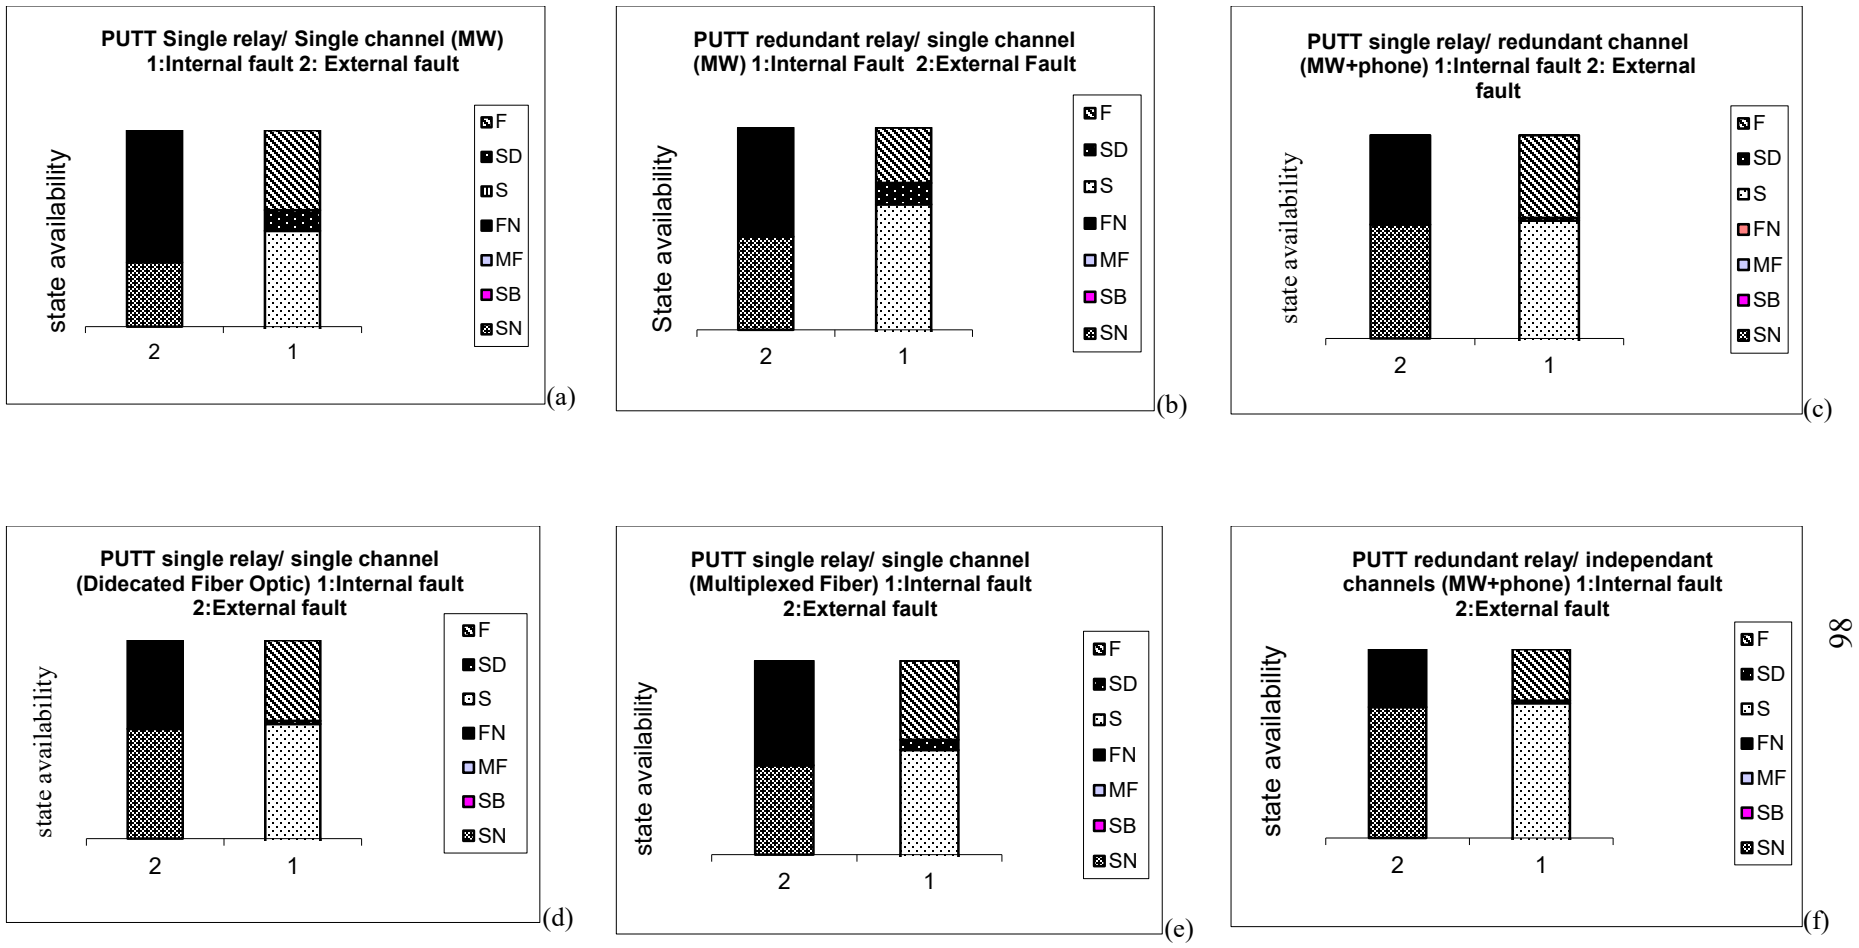 PUTT Single relay/ Single channel (MW)
1:Internal fault 2: External fault
state availability
2
1
F
SD
S
FN
MF
SB
SN
(a)
PUTT redundant relay/ single channel
(MW) 1:Internal Fault 2:External Fault
State availability
2
1
F
SD
S
FN
MF
SB
SN
(b)
PUTT single relay/ redundant channel
(MW+phone) 1:Internal fault 2: External
fault
state availability
2
1
F
SD
S
FN
MF
SB
SN
(c)
PUTT single relay/ single channel
(Didecated Fiber Optic) 1:Internal fault
2:External fault
state availability
2
1
F
SD
S
FN
MF
SB
SN
(d)
PUTT single relay/ single channel
(Multiplexed Fiber) 1:Internal fault
2:External fault
state availability
2
1
F
SD
S
FN
MF
SB
SN
(e)
PUTT redundant relay/ independant
channels (MW+phone) 1:Internal fault
2:External fault
state availability
2
1
F
SD
S
FN
MF
SB
SN
(f)
98